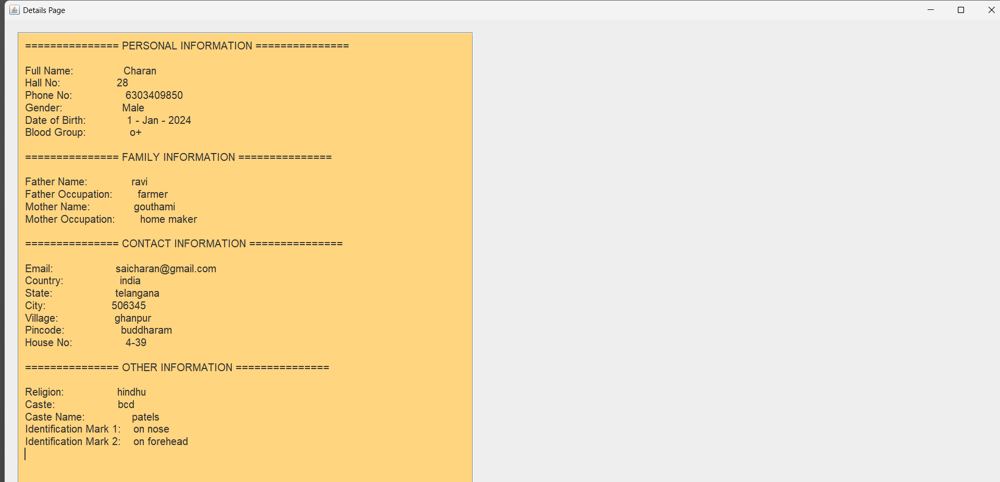 Details Page
=============== PERSONAL INFORMATION ===============
Full Name: Charan
Hall No: 28
Phone No: 6303409850
Gender: Male
Date of Birth: 1 - Jan - 2024
Blood Group: o+
=============== FAMILY INFORMATION ===============
Father Name: ravi
Father Occupation: farmer
Mother Name: gouthami
Mother Occupation: home maker
=============== CONTACT INFORMATION ===============
Email: saicharan@gmail.com
Country: india
State: telangana
City: 506345
Village: ghanpur
Pincode: buddharam
House No: 4-39
=============== OTHER INFORMATION ===============
Religion: hindhu
Caste: bcd
Caste Name: patels
Identification Mark 1: on nose
Identification Mark 2: on forehead